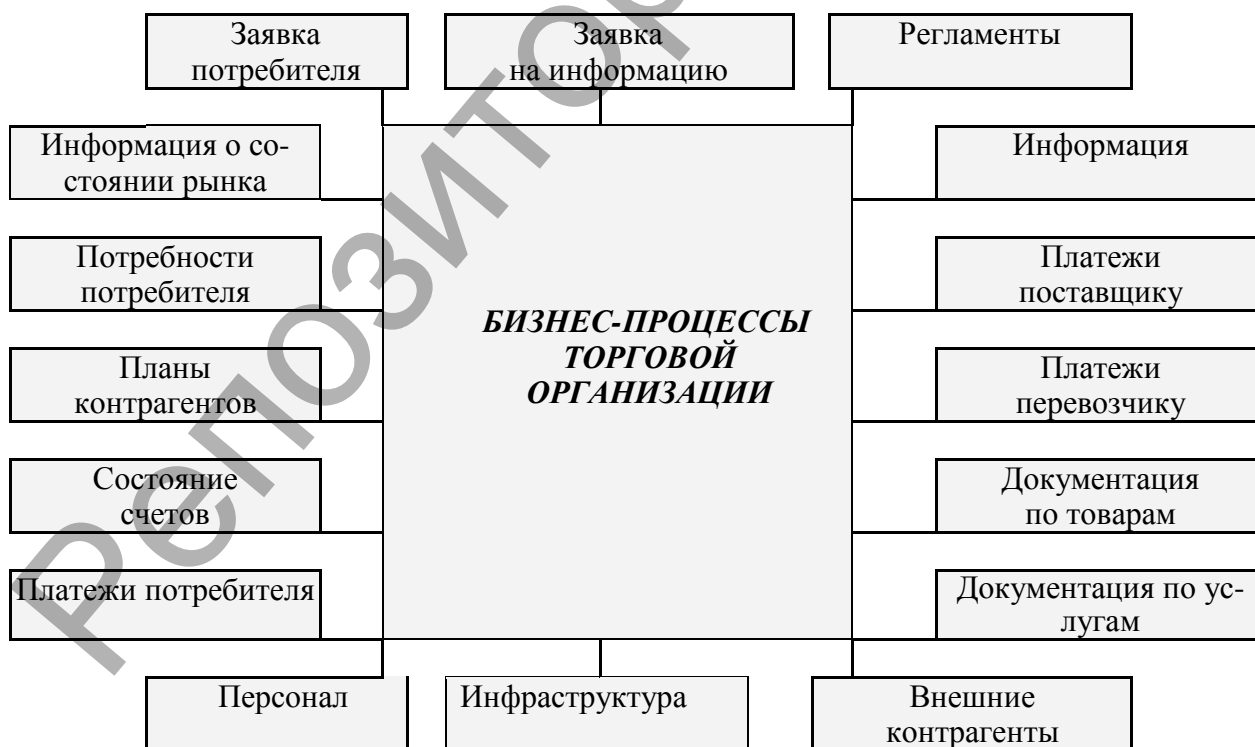 Заявка
потребителя
Заявка
на информацию
Регламенты
Информация о со-
стоянии рынка
Информация
Потребности
потребителя
Платежи
поставщику
БИЗНЕС-ПРОЦЕССЫ
ТОРГОВОЙ
ОРГАНИЗАЦИИ
Планы
контрагентов
Платежи
перевозчику
Состояние
счетов
Документация
по товарам
Платежи потребителя
Документация по ус-
лугам
Персонал
Инфраструктура
Внешние
контрагенты